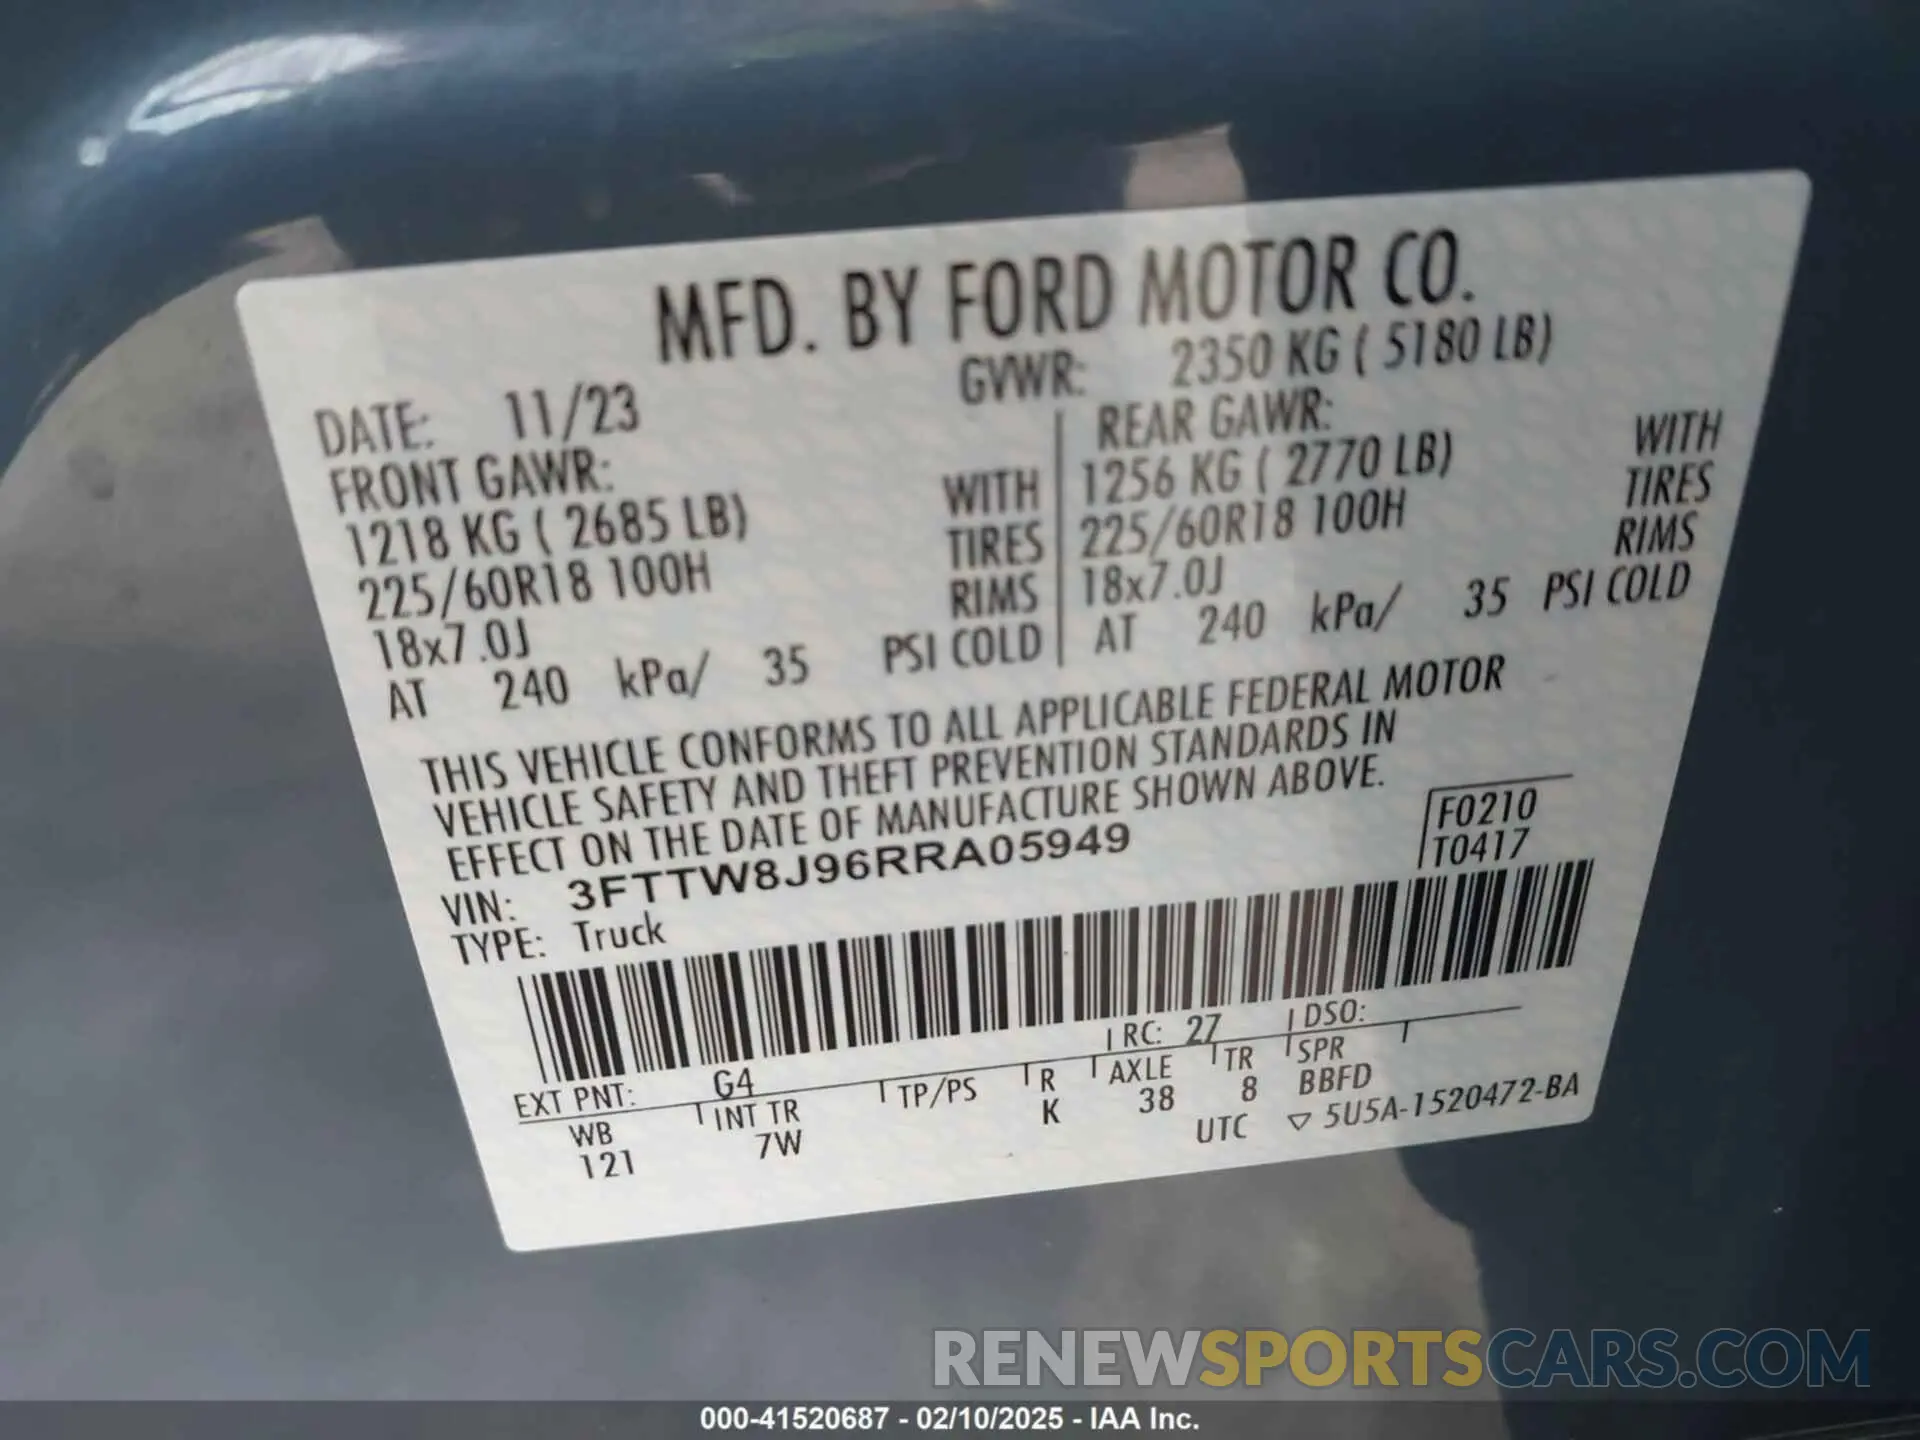 MFD. BY FORD MOTOR CO.
DATE: 11/23 GVWR: 2350 KG ( 5180 LB)
FRONT GAWR: REAR GAWR:
1218 KG ( 2685 LB) WITH 1256 KG ( 2770 LB) WITH
225/60R18 100H TIRES 225/60R18 100H TIRES
18x7.0J RIMS 18x7.0J RIMS
AT 240 kPa/ 35 PSI COLD AT 240 kPa/ 35 PSI COLD
THIS VEHICLE CONFORMS TO ALL APPLICABLE FEDERAL MOTOR
VEHICLE SAFETY AND THEFT PREVENTION STANDARDS IN
EFFECT ON THE DATE OF MANUFACTURE SHOWN ABOVE.
F0210
VIN: 3FTTW8J96RRA05949 T0417
TYPE: Truck
EXT PNT: G4 RC: 27 DSO:
WB INT TR TP/PS R AXLE TR SPR
121 7W K 38 8 BBFD
UTC ▽ 5U5A-1520472-BA
RENEWSPORTSCARS.COM
000-41520687 - 02/10/2025 - IAA Inc.